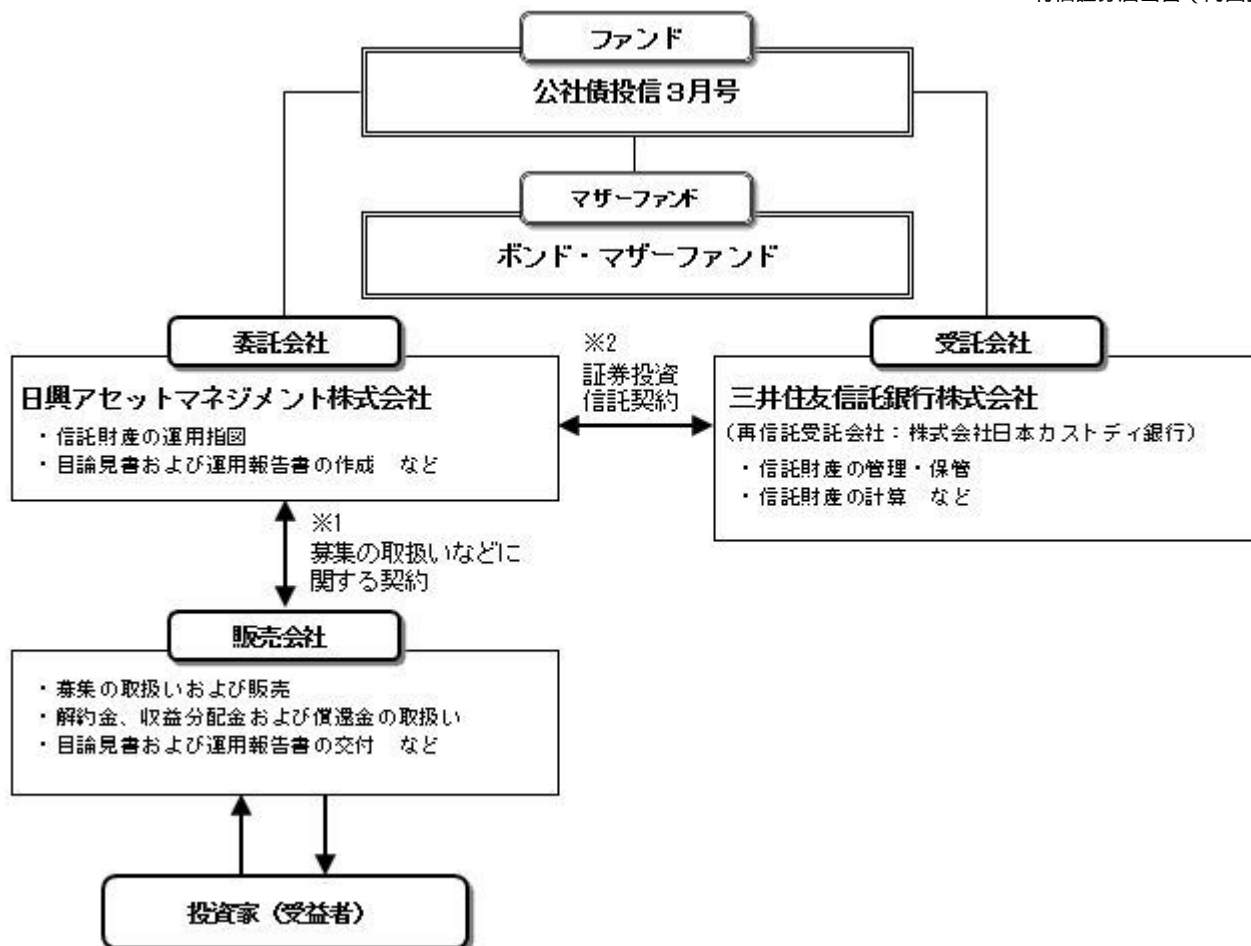 ファンド
公社債投信3月号
マザーファンド
ボンド・マザーファンド
委託会社
日興アセットマネジメント株式会社
・信託財産の運用指図
・目論見書および運用報告書の作成 など
※2
証券投資
信託契約
受託会社
三井住友信託銀行株式会社
(再信託受託会社:株式会社日本カストディ銀行)
・信託財産の管理・保管
・信託財産の計算 など
※1
募集の取扱いなどに
関する契約
販売会社
・募集の取扱いおよび販売
・解約金、収益分配金および償還金の取扱い
・目論見書および運用報告書の交付 など
投資家(受益者)